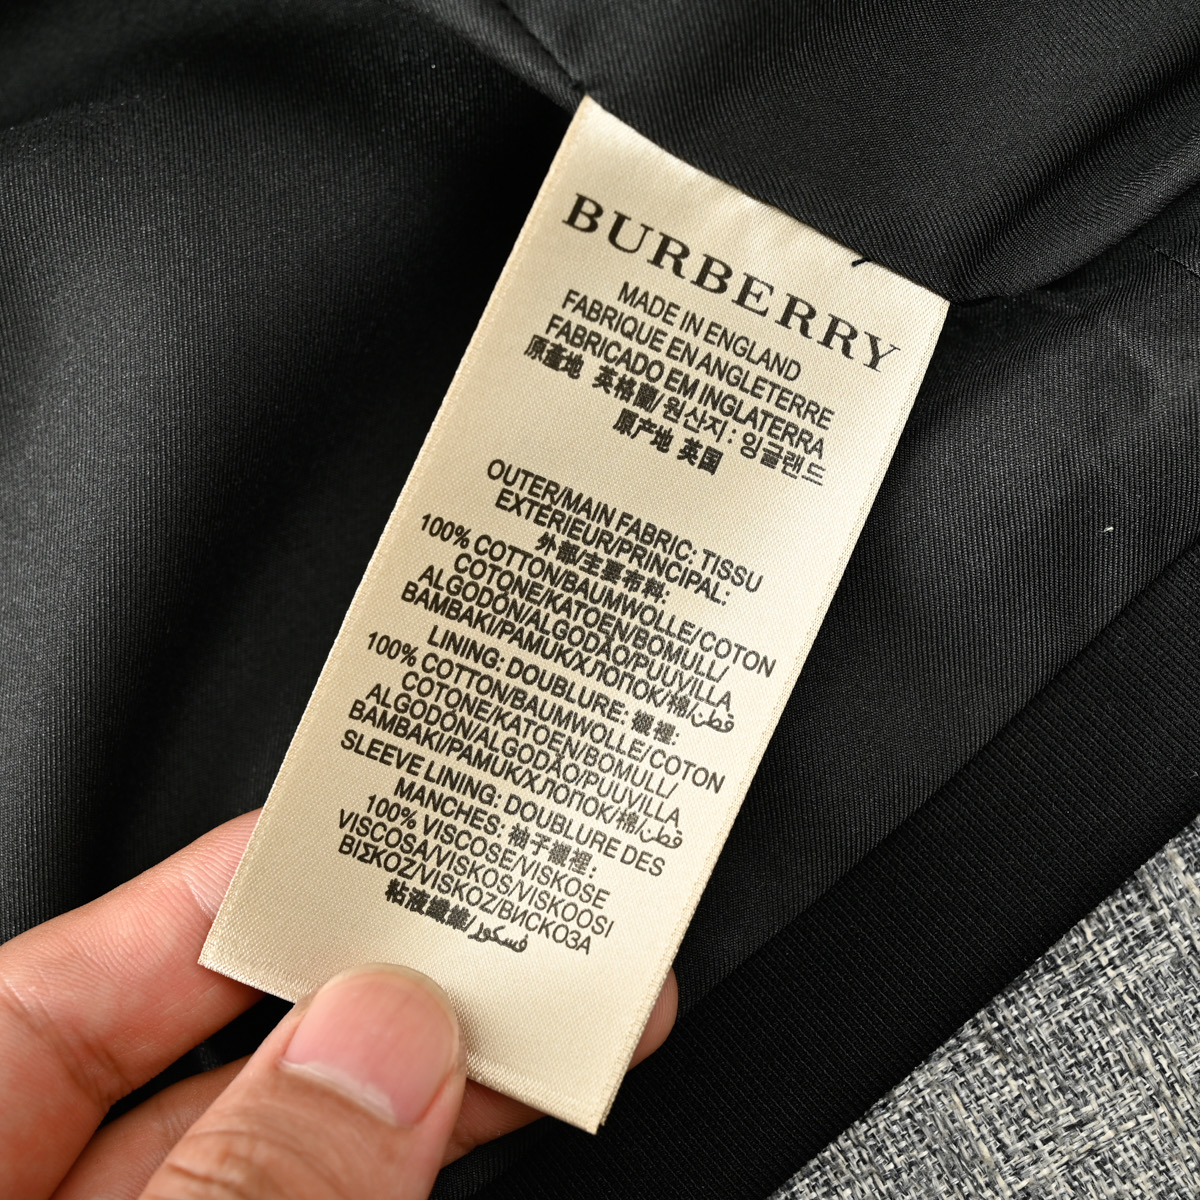 BURBERRY
MADE IN ENGLAND
FABRIQUE EN ANGLETERRE
FABRICADO EM INGLATERRA
原產地 英格蘭/원산지:잉글랜드
原产地 英国
OUTER/MAIN FABRIC: TISSU
EXTÉRIEUR/PRINCIPAL:
外部/主要布料:
100% COTTON/BAUMWOLLE/COTON
COTONE/KATOEN/BOMULL/
ALGODÓN/ALGODÃO/PUUVILLA
BAMBAKI/PAMUK/ХЛОПОК/棉/قطن
LINING: DOUBLURE: 襯裡:
100% COTTON/BAUMWOLLE/COTON
COTONE/KATOEN/BOMULL/
ALGODÓN/ALGODÃO/PUUVILLA
BAMBAKI/PAMUK/ХЛОПОК/棉/قطن
SLEEVE LINING: DOUBLURE DES
MANCHES: 袖子襯裡:
100% VISCOSE/VISKOSE
VISCOSA/VISKOS/VISKOOSI
ΒΙΣΚΟΖ/VISKOZ/ВИСКОЗА
粘液纖維/فسكوز